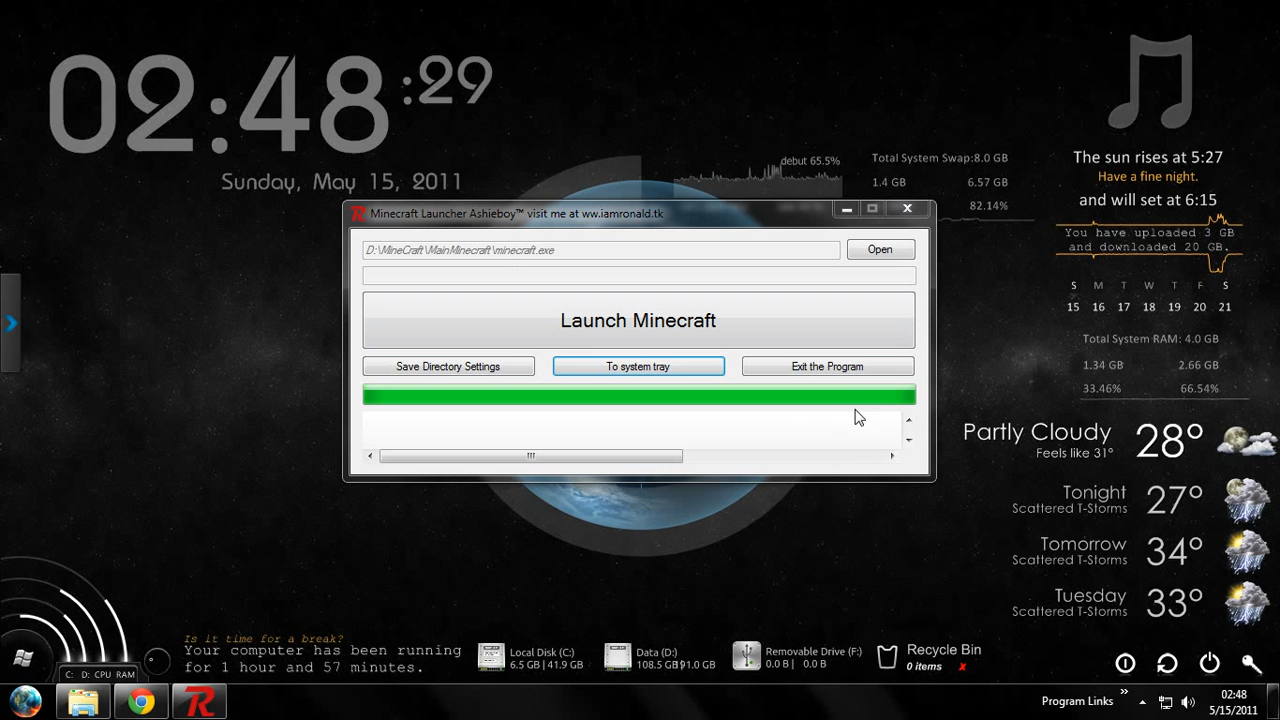 02:48:29
Sunday, May 15, 2011
debut 65.5%
Total System Swap:8.0 GB
1.4 GB 6.57 GB
82.14%
The sun rises at 5:27
Have a fine night.
and will set at 6:15
You have uploaded 3 GB
and downloaded 20 GB.
S M T W T F S
15 16 17 18 19 20 21
Total System RAM: 4.0 GB
1.34 GB 2.66 GB
33.46% 66.54%
Minecraft Launcher Ashieboy™ visit me at ww.iamronald.tk
D:\MineCraft\MainMinecraft\minecraft.exe
Open
Launch Minecraft
Save Directory Settings
To system tray
Exit the Program
Partly Cloudy 28°
Feels like 31°
Tonight 27°
Scattered T-Storms
Tomorrow 34°
Scattered T-Storms
Tuesday 33°
Scattered T-Storms
C: D: CPU RAM
Is it time for a break?
Your computer has been running
for 1 hour and 57 minutes.
Local Disk (C:)
6.5 GB | 41.9 GB
Data (D:)
Removable Drive (F:)
0.0 B | 0.0 B
Recycle Bin
0 items x
R
Program Links
02:48
5/15/2011